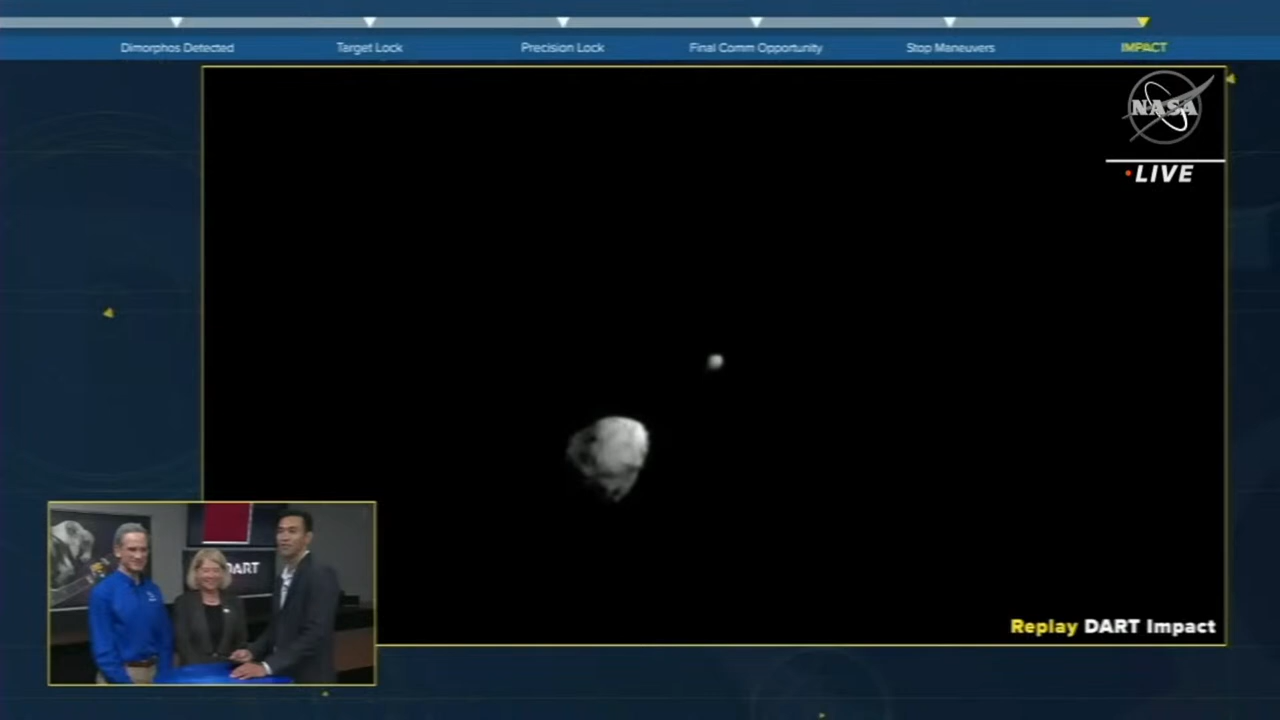 Dimorphos Detected
Target Lock
Precision Lock
Final Comm Opportunity
Stop Maneuvers
IMPACT
NASA
LIVE
DART
Replay DART Impact